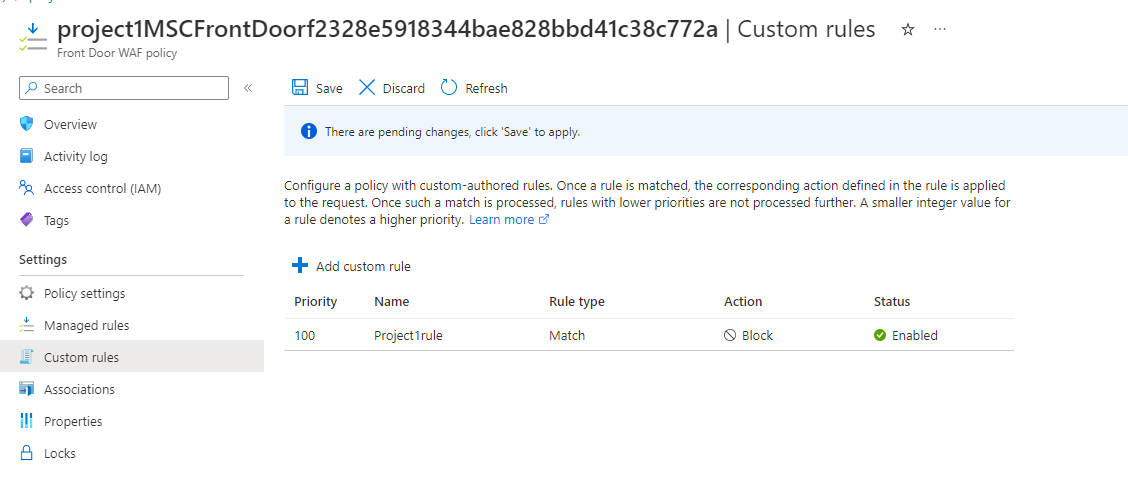 project1MSCFrontDoorf2328e5918344bae828bbd41c38c772a | Custom rules
Front Door WAF policy
Search
Overview
Activity log
Access control (IAM)
Tags
Settings
Policy settings
Managed rules
Custom rules
Associations
Properties
Locks
Save Discard Refresh
There are pending changes, click 'Save' to apply.
Configure a policy with custom-authored rules. Once a rule is matched, the corresponding action defined in the rule is applied
to the request. Once such a match is processed, rules with lower priorities are not processed further. A smaller integer value for
a rule denotes a higher priority. Learn more
Add custom rule
Priority Name Rule type Action Status
100 Project1rule Match Block Enabled